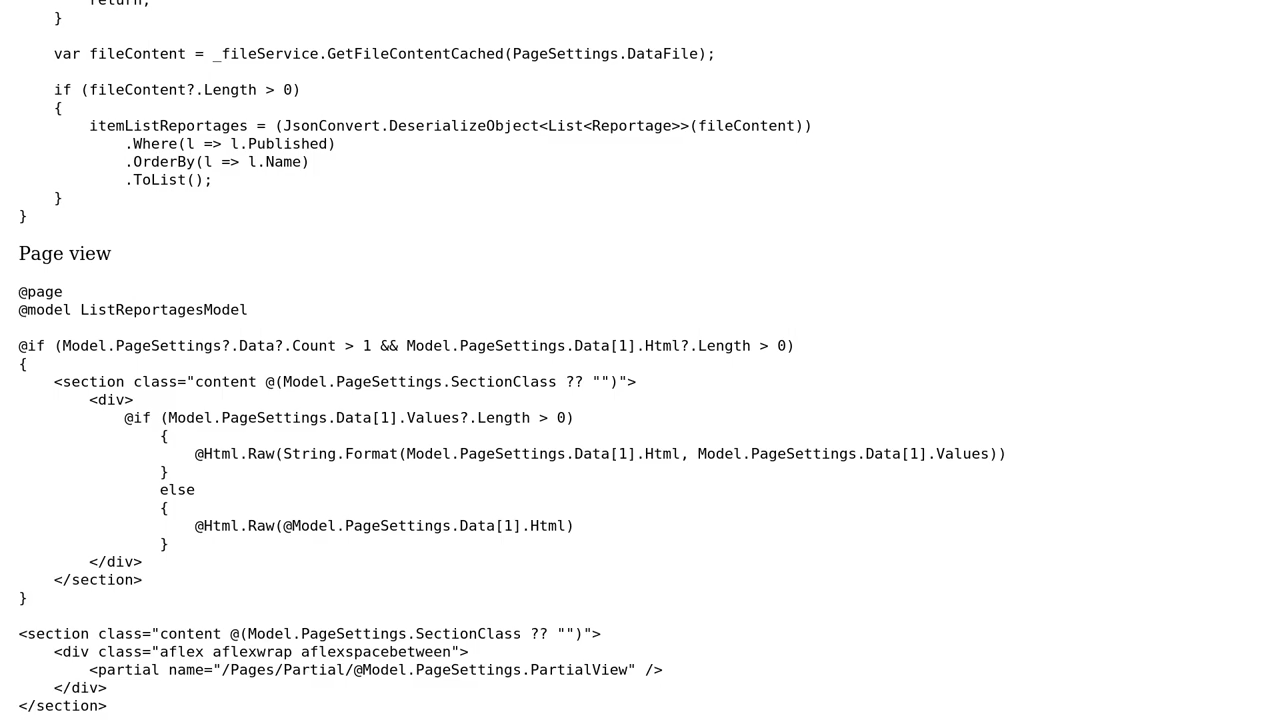 return;
    }

    var fileContent = _fileService.GetFileContentCached(PageSettings.DataFile);

    if (fileContent?.Length > 0)
    {
        itemListReportages = (JsonConvert.DeserializeObject<List<Reportage>>(fileContent))
            .Where(l => l.Published)
            .OrderBy(l => l.Name)
            .ToList();
    }
}
Page view
@page
@model ListReportagesModel

@if (Model.PageSettings?.Data?.Count > 1 && Model.PageSettings.Data[1].Html?.Length > 0)
{
    <section class="content @(Model.PageSettings.SectionClass ?? "")">
        <div>
            @if (Model.PageSettings.Data[1].Values?.Length > 0)
                {
                    @Html.Raw(String.Format(Model.PageSettings.Data[1].Html, Model.PageSettings.Data[1].Values))
                }
                else
                {
                    @Html.Raw(@Model.PageSettings.Data[1].Html)
                }
        </div>
    </section>
}

<section class="content @(Model.PageSettings.SectionClass ?? "")">
    <div class="aflex aflexwrap aflexspacebetween">
        <partial name="/Pages/Partial/@Model.PageSettings.PartialView" />
    </div>
</section>